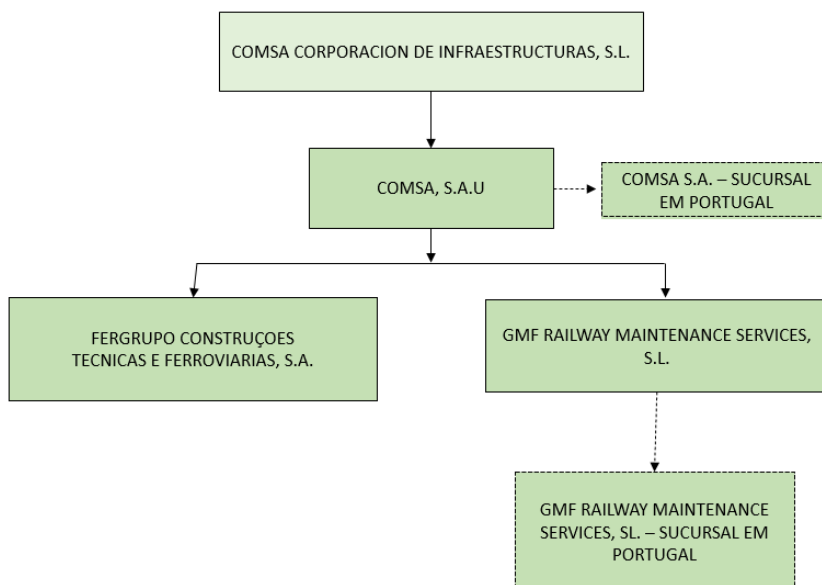 COMSA CORPORACION DE INFRAESTRUCTURAS, S.L.
COMSA, S.A.U
COMSA S.A. – SUCURSAL
EM PORTUGAL
FERGRUPO CONSTRUÇOES
TECNICAS E FERROVIARIAS, S.A.
GMF RAILWAY MAINTENANCE SERVICES,
S.L.
GMF RAILWAY MAINTENANCE
SERVICES, SL. – SUCURSAL EM
PORTUGAL